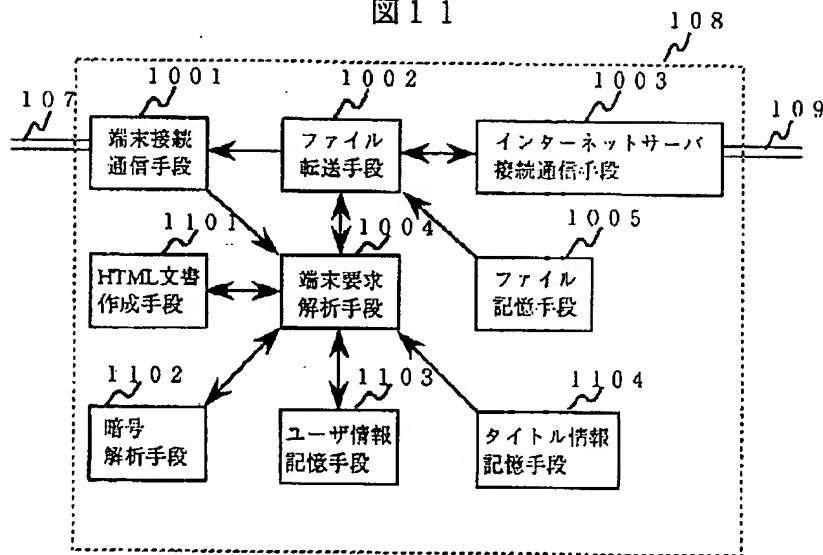 図11
108
1001
1002
1003
107
109
端末接続
通信手段
ファイル
転送手段
インターネットサーバ
接続通信手段
1101
1004
1005
HTML文書
作成手段
端末要求
解析手段
ファイル
記憶手段
1102
1103
1104
暗号
解析手段
ユーザ情報
記憶手段
タイトル情報
記憶手段